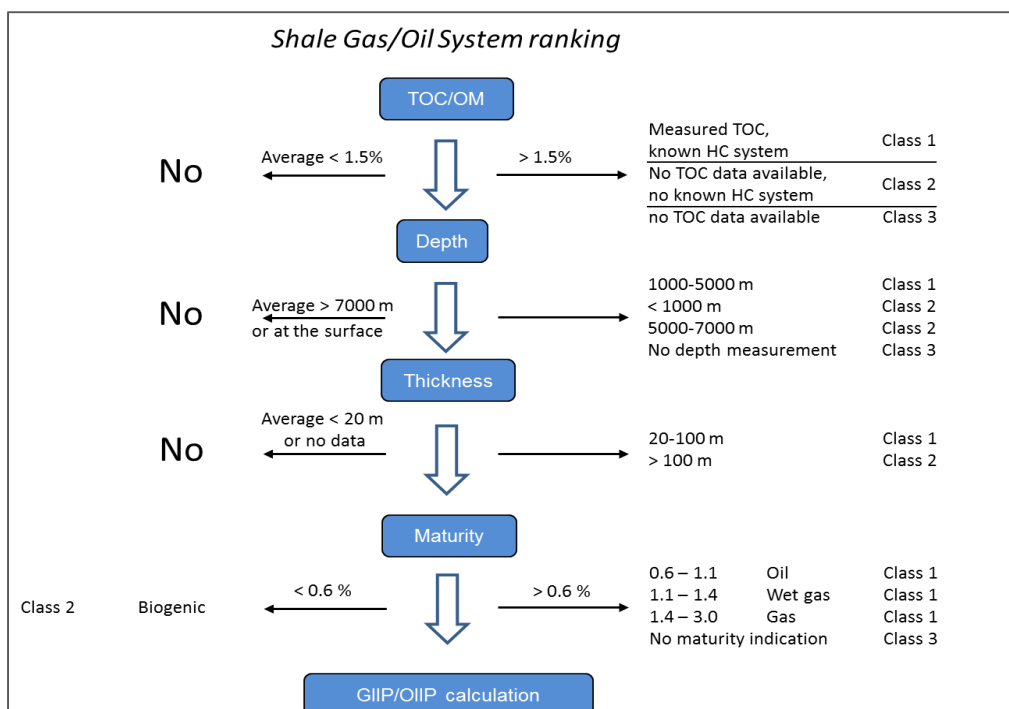 Shale Gas/Oil System ranking
TOC/OM
No
Average < 1.5%
> 1.5%
Measured TOC,
known HC system
Class 1
No TOC data available,
no known HC system
Class 2
no TOC data available
Class 3
Depth
No
Average > 7000 m
or at the surface
1000-5000 m Class 1
< 1000 m Class 2
5000-7000 m Class 2
No depth measurement Class 3
Thickness
No
Average < 20 m
or no data
20-100 m Class 1
> 100 m Class 2
Maturity
Class 2 Biogenic
< 0.6 %
> 0.6 %
0.6 – 1.1 Oil Class 1
1.1 – 1.4 Wet gas Class 1
1.4 – 3.0 Gas Class 1
No maturity indication Class 3
GIIP/OIIP calculation